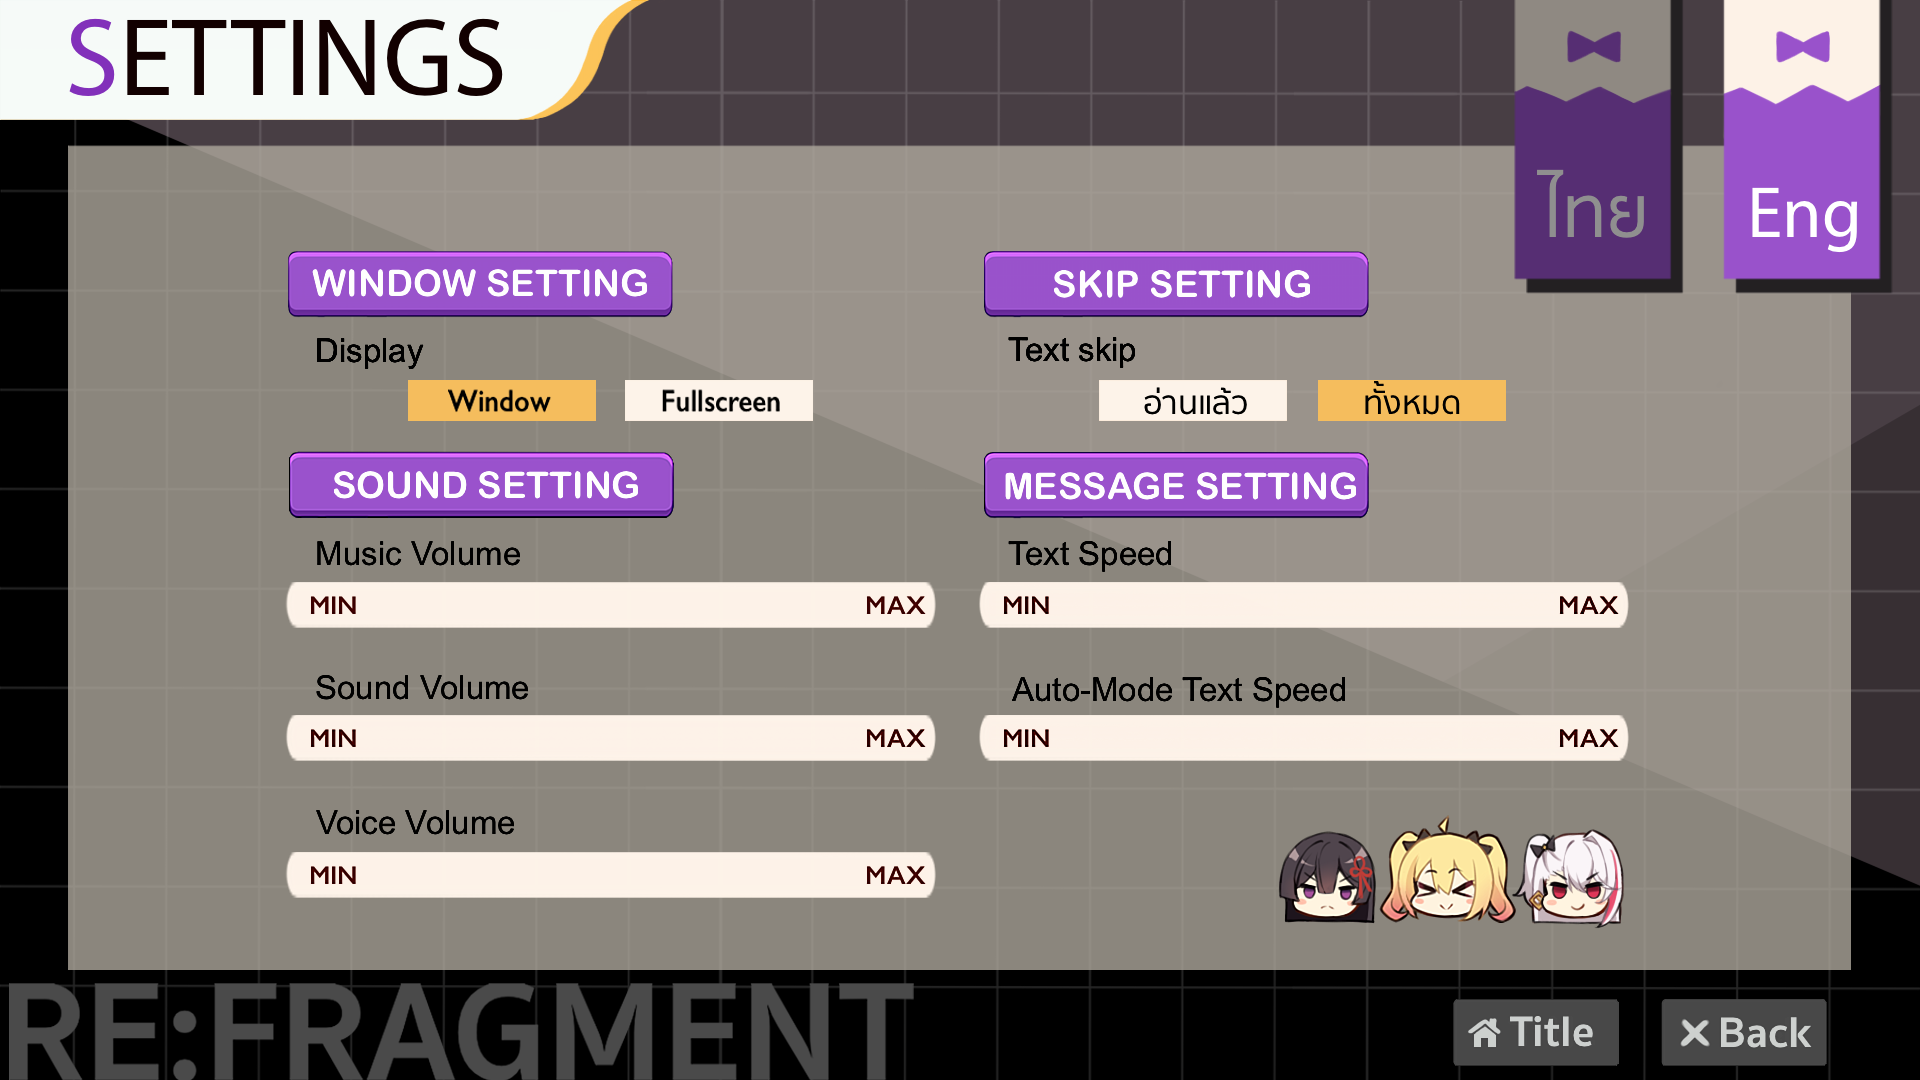 SETTINGS
ไทย
Eng
WINDOW SETTING
Display
Window
Fullscreen
SKIP SETTING
Text skip
อ่านแล้ว
ทั้งหมด
SOUND SETTING
Music Volume
MIN
MAX
Sound Volume
MIN
MAX
Voice Volume
MIN
MAX
MESSAGE SETTING
Text Speed
MIN
MAX
Auto-Mode Text Speed
MIN
MAX
RE:FRAGMENT
Title
Back